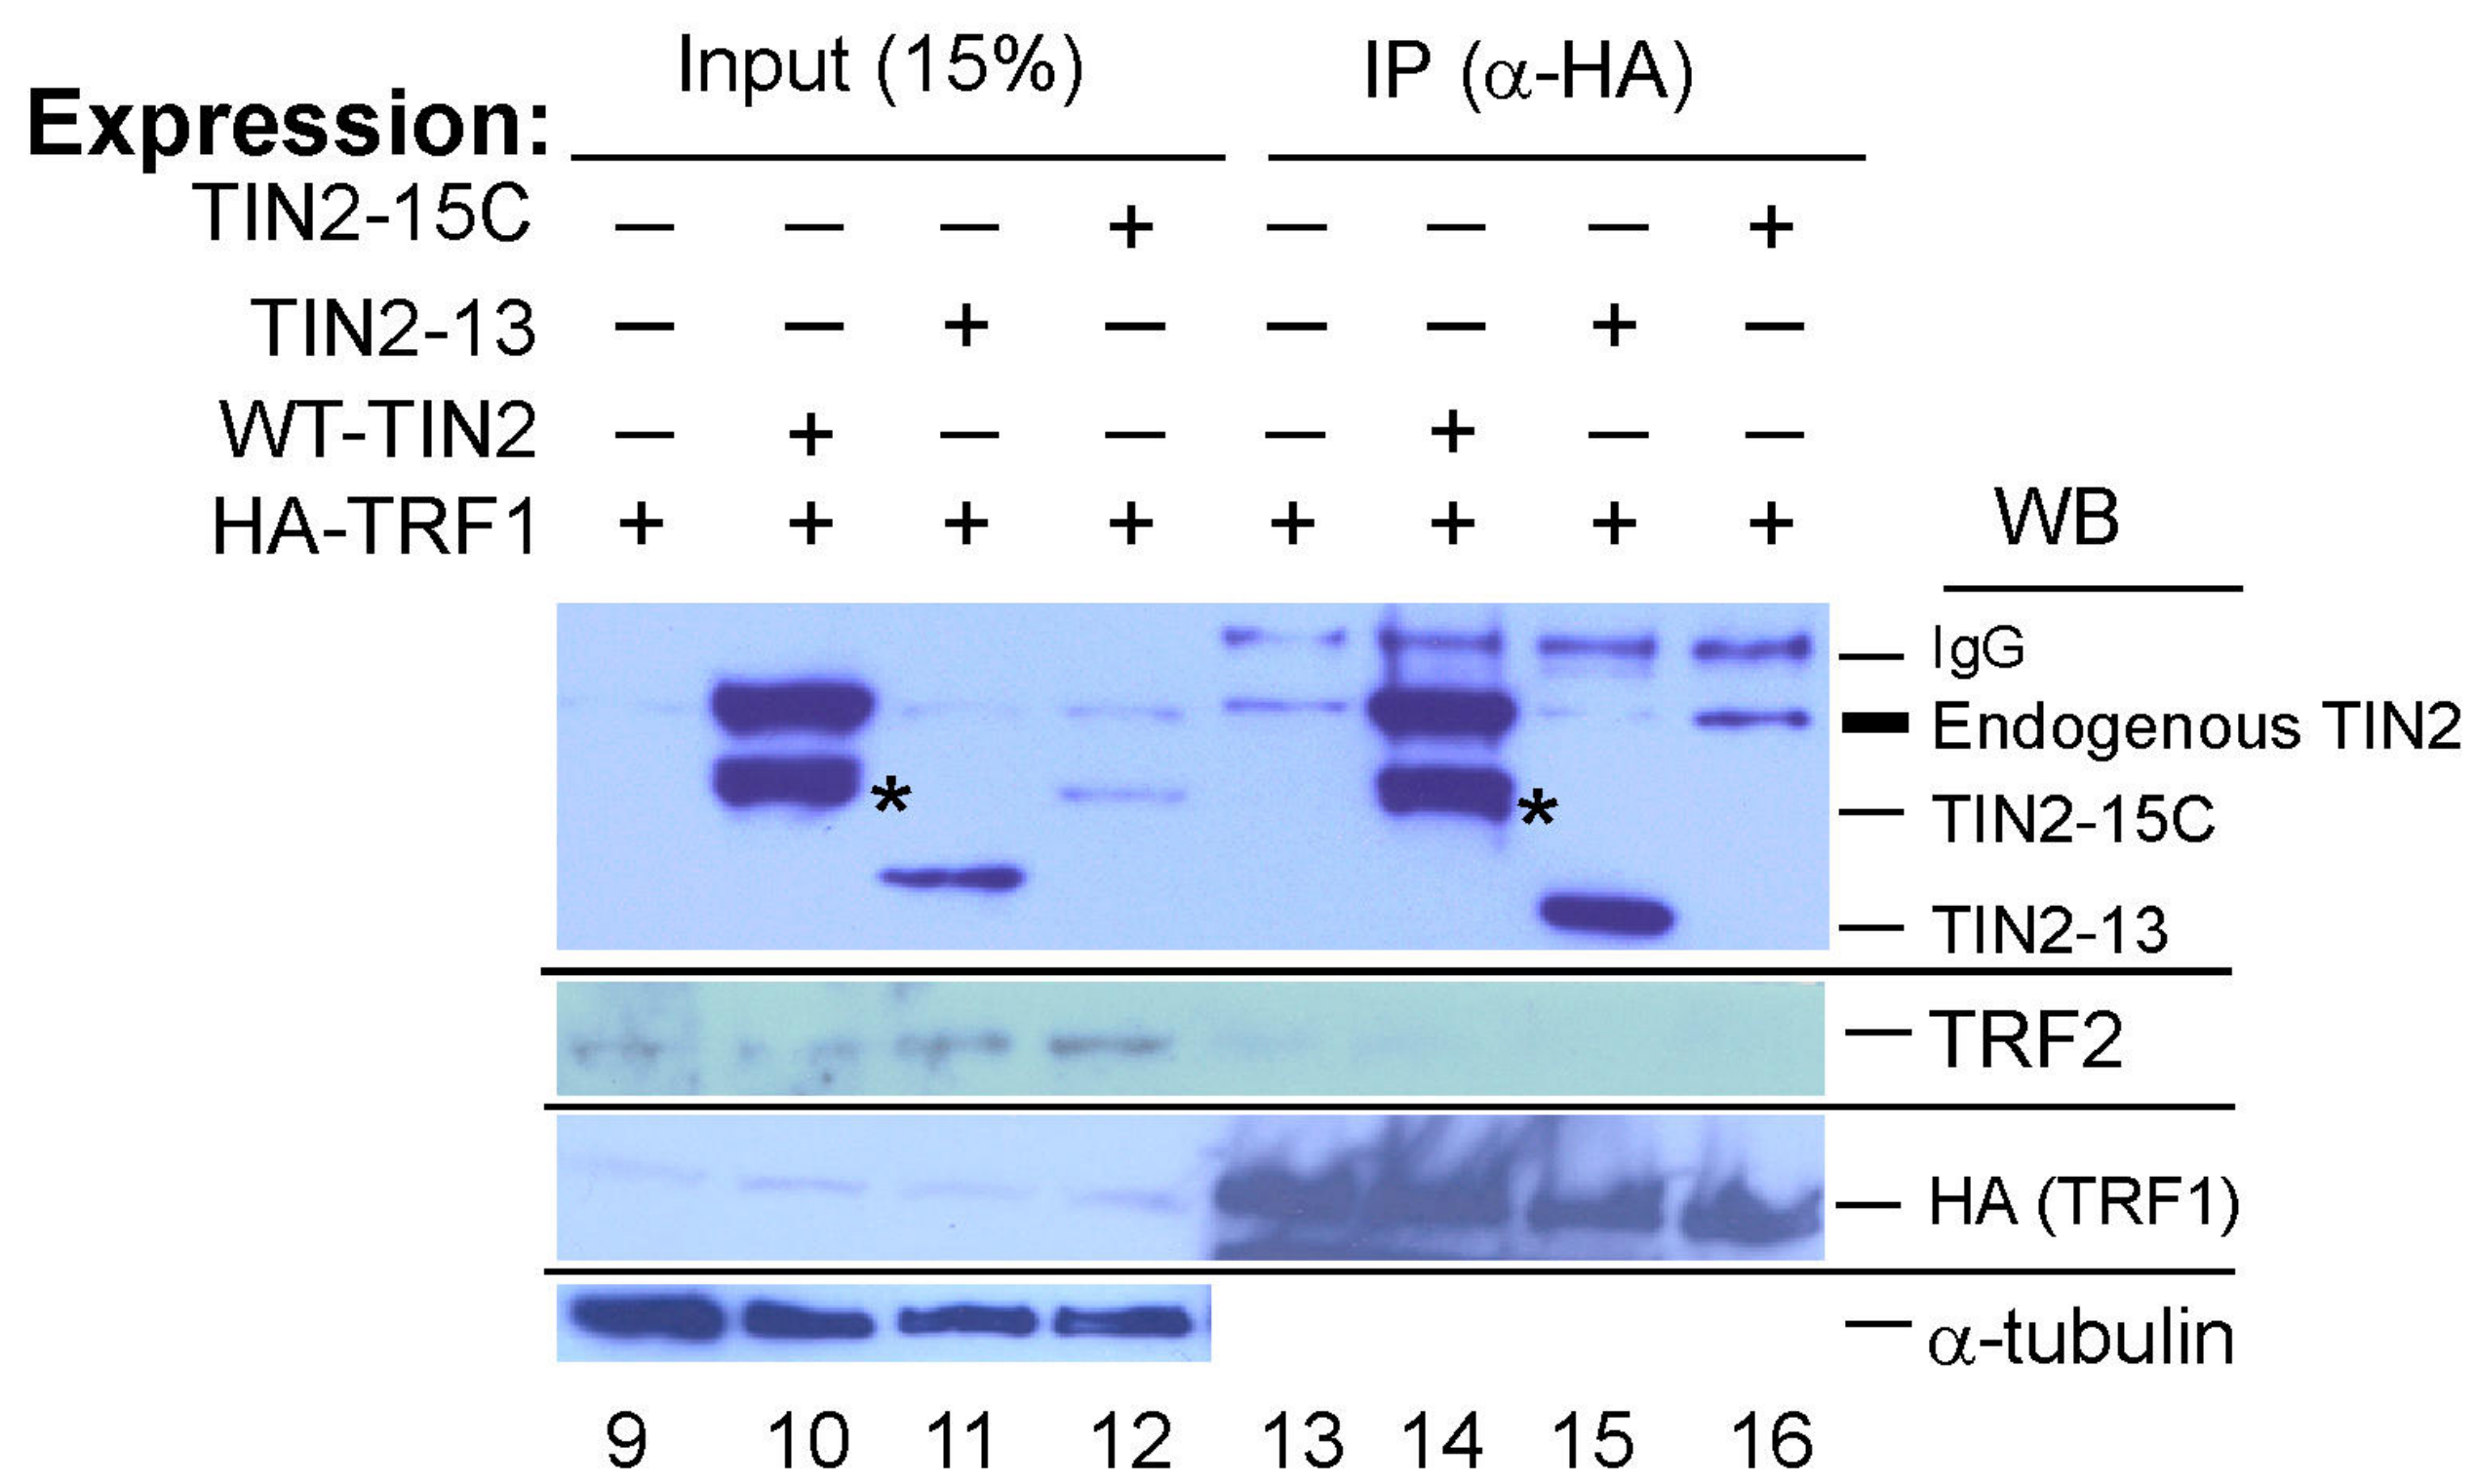 Input (15%) IP (α-HA)
Expression:
TIN2-15C — — — + — — — +
TIN2-13 — — + — — — + —
WT-TIN2 — + — — — + — —
HA-TRF1 + + + + + + + +
WB
IgG
Endogenous TIN2
*
*
TIN2-15C
TIN2-13
TRF2
HA (TRF1)
α-tubulin
9 10 11 12 13 14 15 16